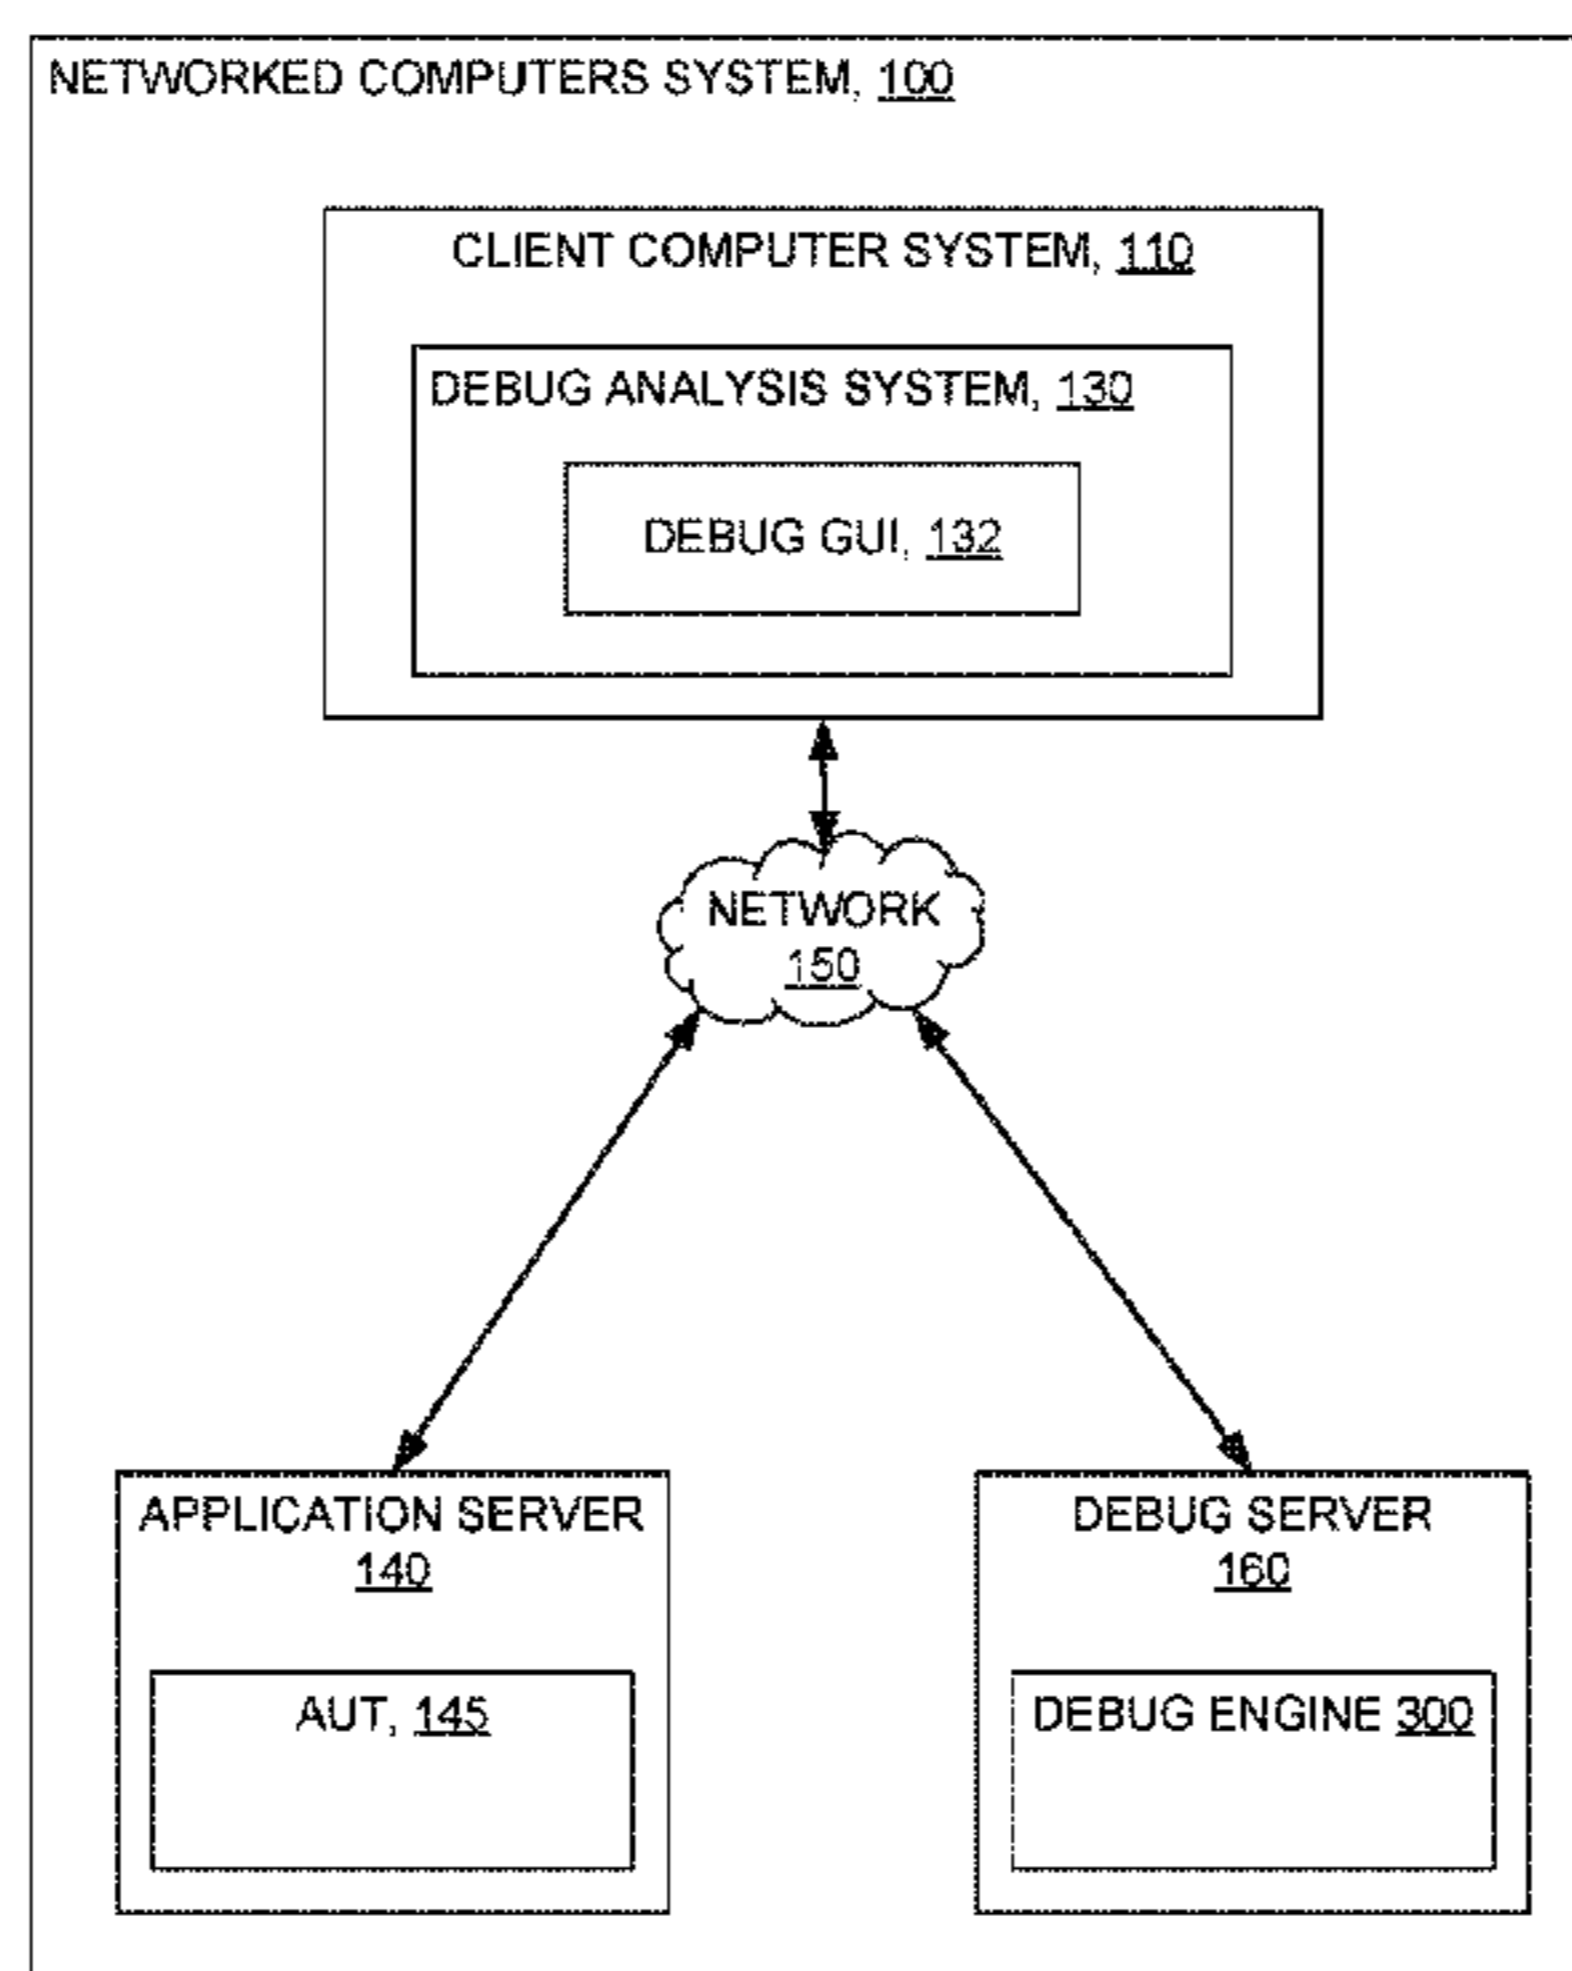 NETWORKED COMPUTERS SYSTEM, 100
CLIENT COMPUTER SYSTEM, 110
DEBUG ANALYSIS SYSTEM, 130
DEBUG GUI, 132
NETWORK
150
APPLICATION SERVER
140
AUT, 145
DEBUG SERVER
160
DEBUG ENGINE 300